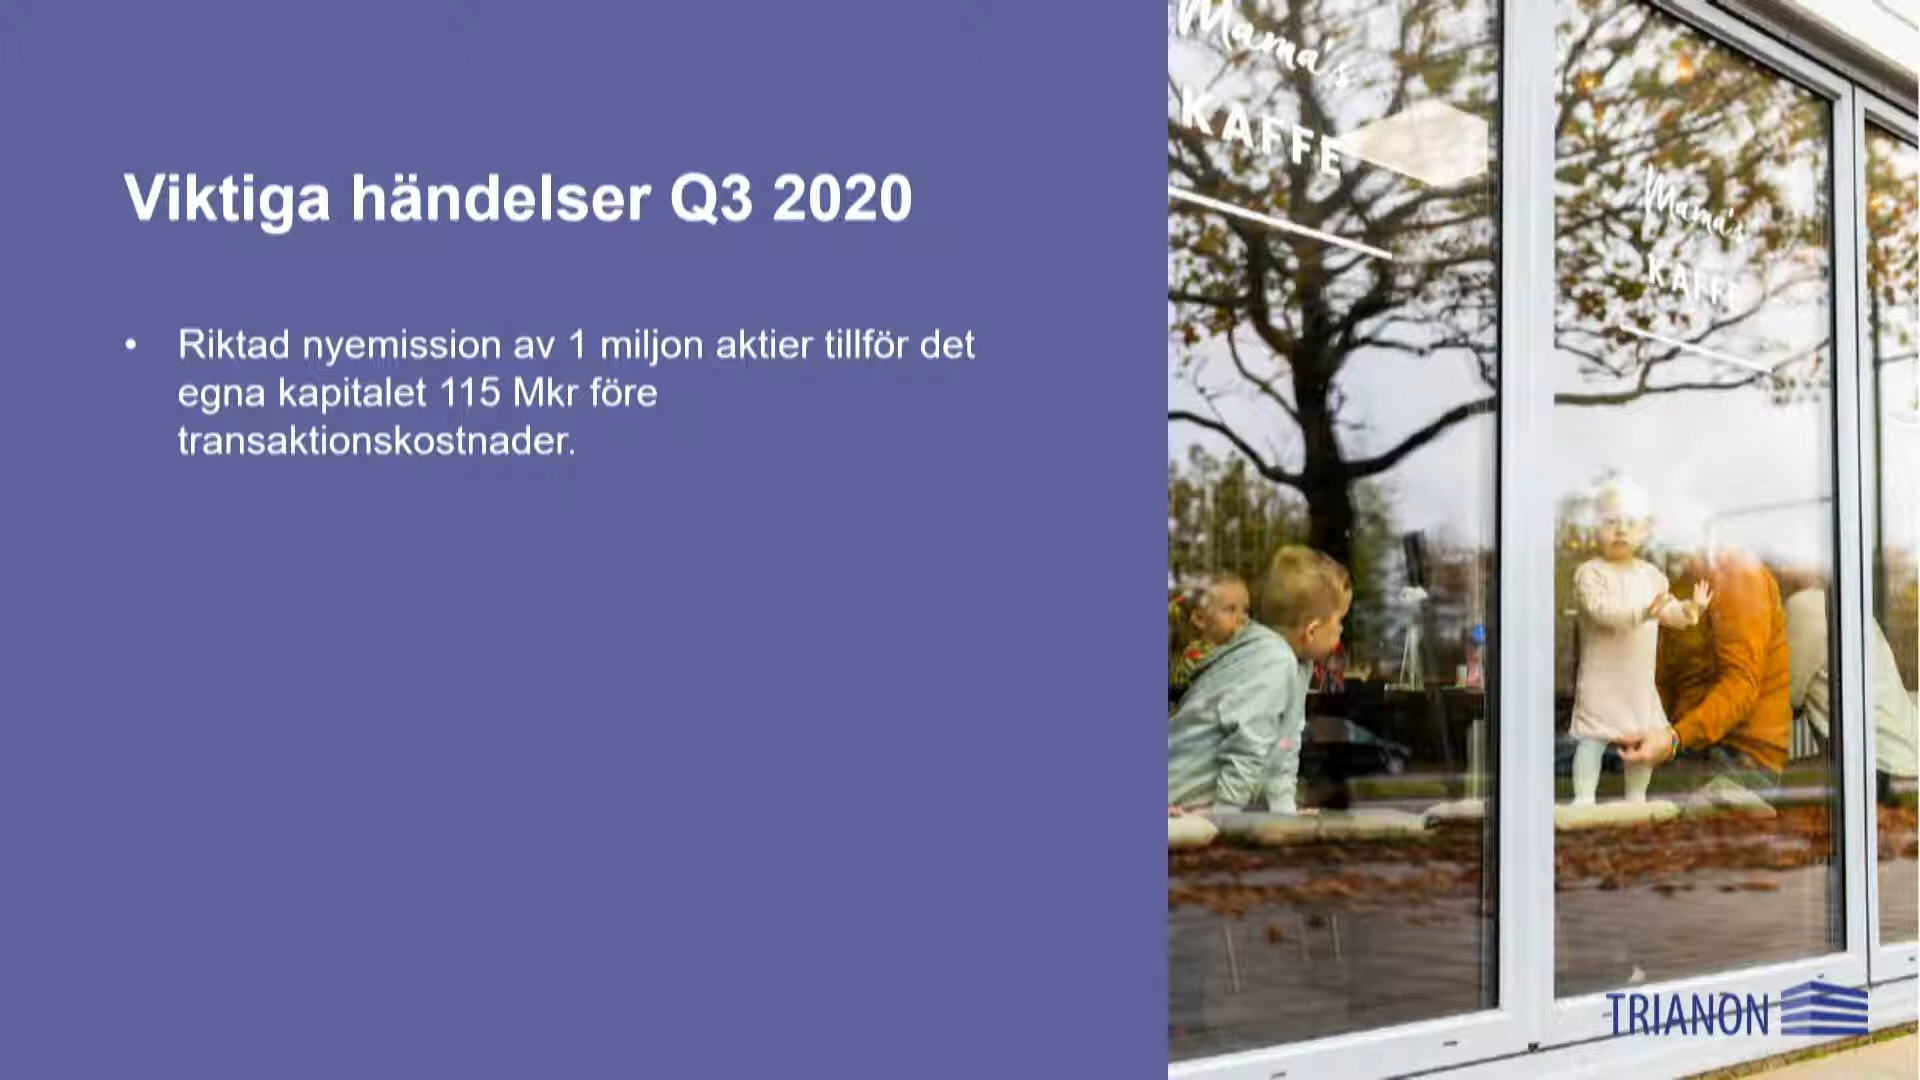 Viktiga händelser Q3 2020
• Riktad nyemission av 1 miljon aktier tillför det
egna kapitalet 115 Mkr före
transaktionskostnader.
Mama's
KAFFE
Mama's
KAFFE
TRIANON